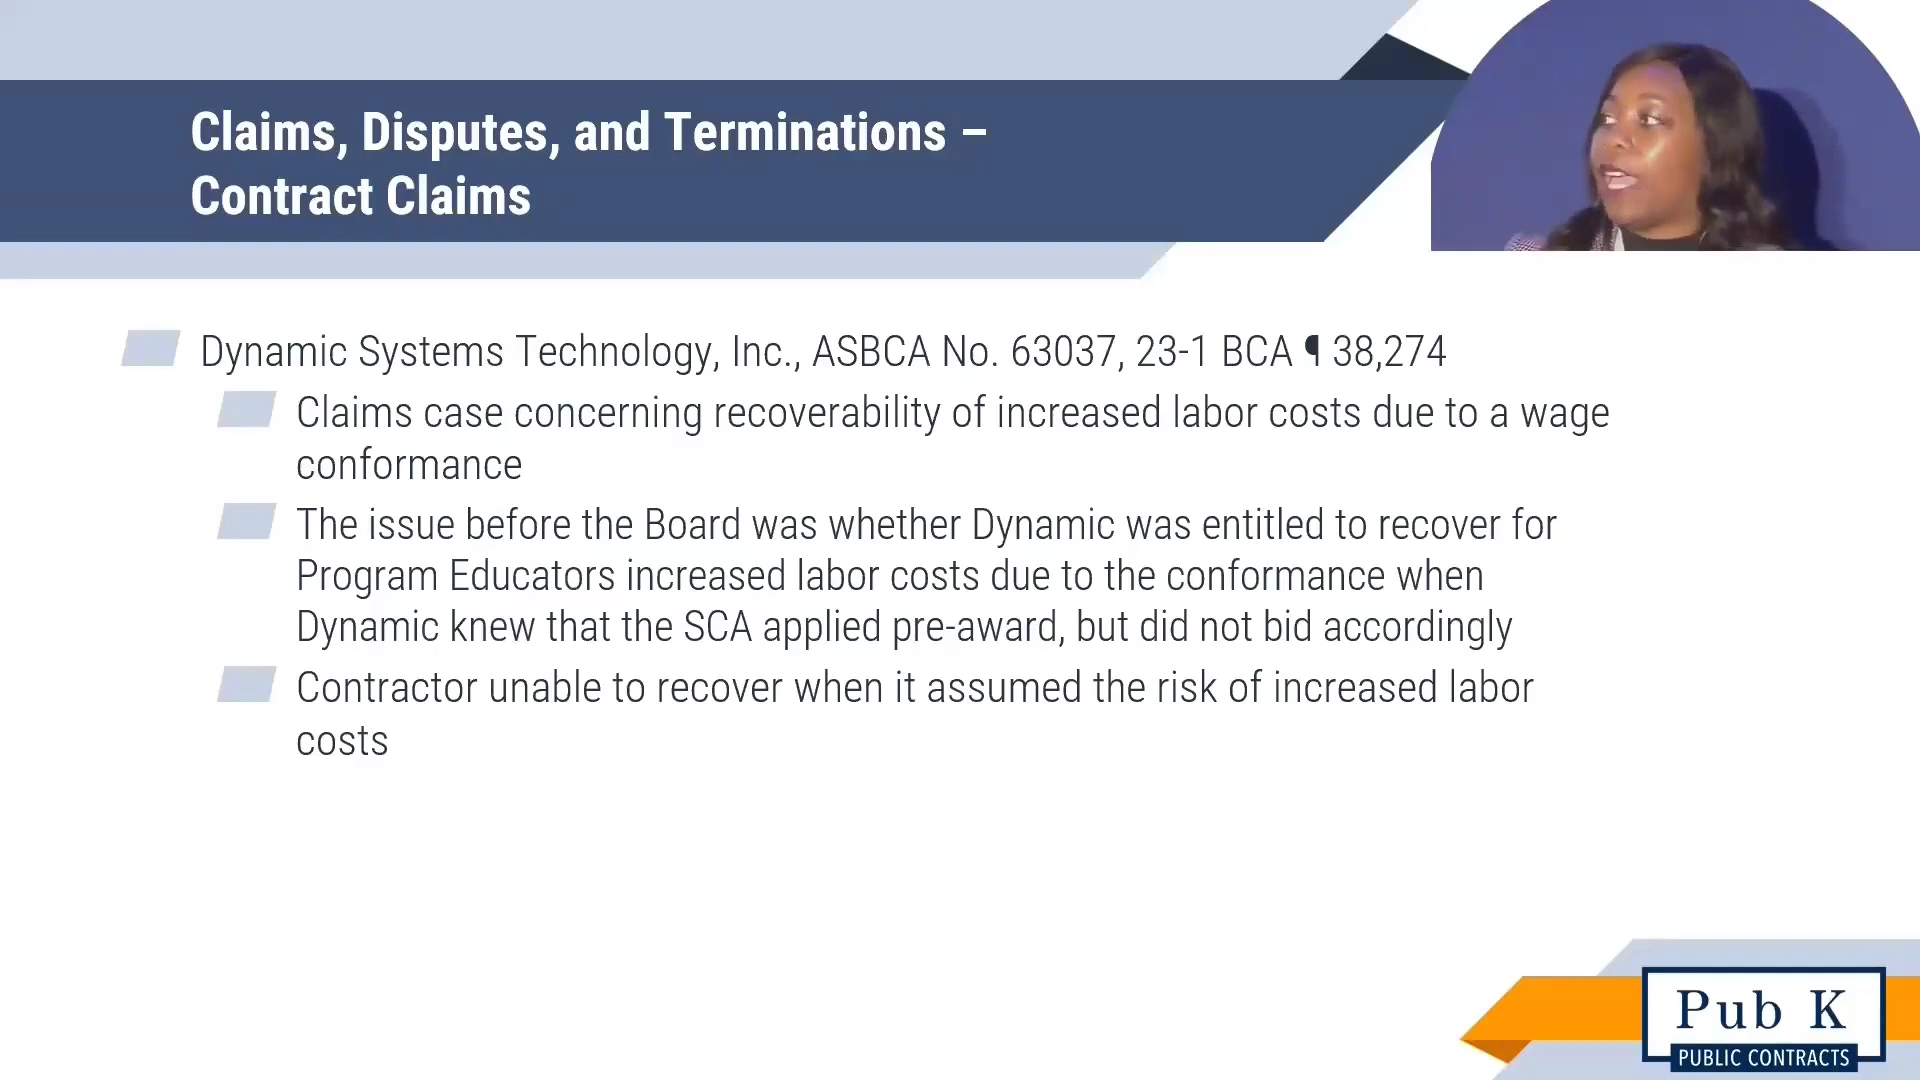 Claims, Disputes, and Terminations –
Contract Claims
Dynamic Systems Technology, Inc., ASBCA No. 63037, 23-1 BCA ¶ 38,274
Claims case concerning recoverability of increased labor costs due to a wage
conformance
The issue before the Board was whether Dynamic was entitled to recover for
Program Educators increased labor costs due to the conformance when
Dynamic knew that the SCA applied pre-award, but did not bid accordingly
Contractor unable to recover when it assumed the risk of increased labor
costs
Pub K
PUBLIC CONTRACTS